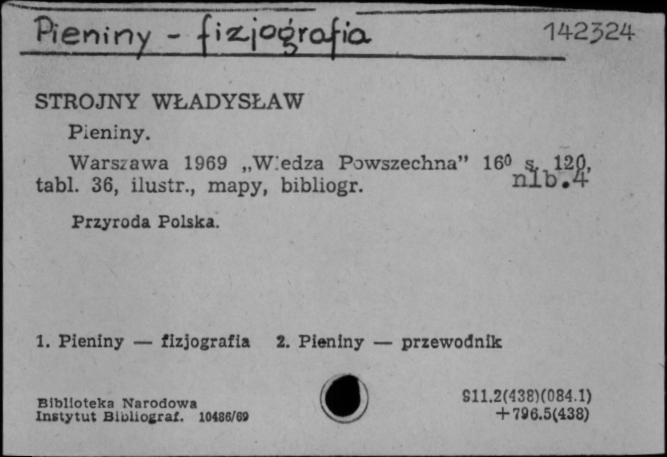 Pieniny - fizjografia 142324
STROJNY WŁADYSŁAW
Pieniny.
Warszawa 1969 „Wiedza Powszechna” 16⁰ s. 120,
tabl. 36, ilustr., mapy, bibliogr. nlb.4
Przyroda Polska.
1. Pieniny — fizjografia 2. Pieniny — przewodnik
Biblioteka Narodowa 911.2(438)(084.1)
Instytut Bibliograf. 10486/69 +796.5(438)